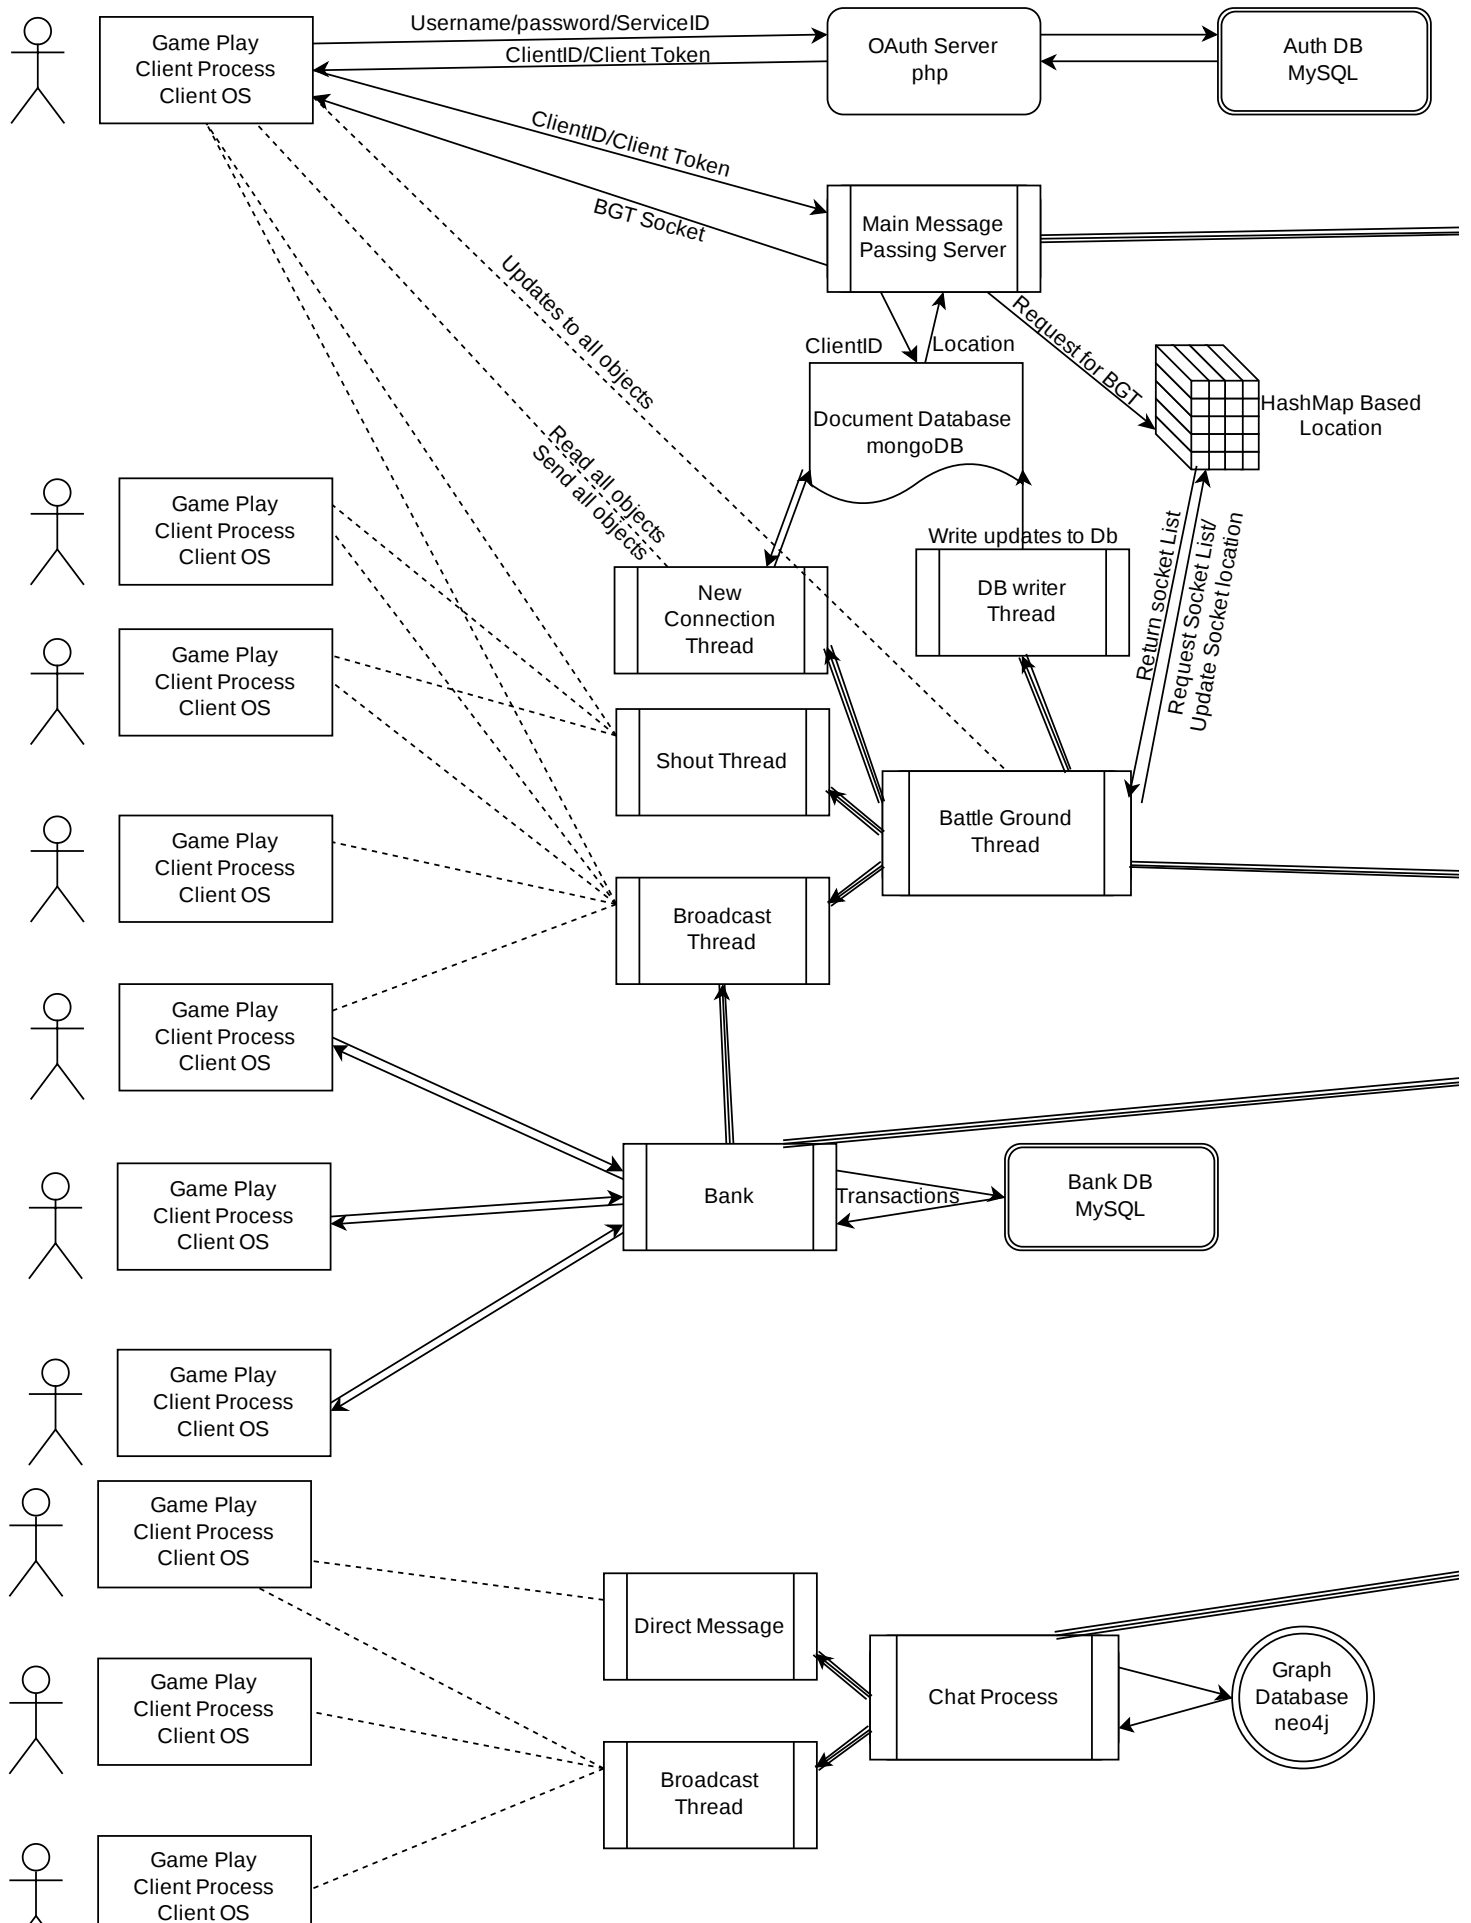 Username/password/ServiceID
Game Play
Client Process
Client OS
ClientID/Client Token
OAuth Server
php
Auth DB
MySQL
ClientID/Client Token
BGT Socket
Main Message
Passing Server
Updates to all objects
ClientID
Location
Request for BGT
HashMap Based
Location
Document Database
mongoDB
Read all objects
Send all objects
Game Play
Client Process
Client OS
Write updates to Db
Return socket List
Request Socket List/
Update Socket location
New
Connection
Thread
DB writer
Thread
Game Play
Client Process
Client OS
Shout Thread
Battle Ground
Thread
Game Play
Client Process
Client OS
Broadcast
Thread
Game Play
Client Process
Client OS
Game Play
Client Process
Client OS
Bank
Transactions
Bank DB
MySQL
Game Play
Client Process
Client OS
Game Play
Client Process
Client OS
Direct Message
Game Play
Client Process
Client OS
Chat Process
Graph
Database
neo4j
Broadcast
Thread
Game Play
Client Process
Client OS